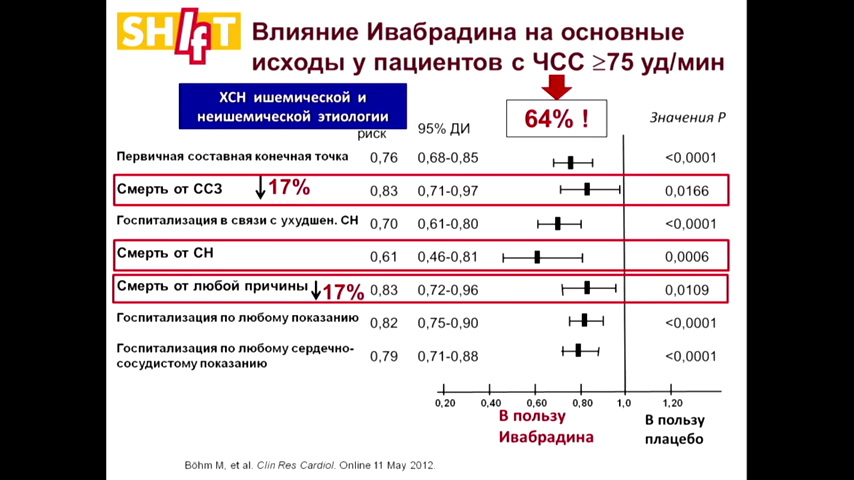 SHIfT
Влияние Ивабрадина на основные
исходы у пациентов с ЧСС ≥75 уд/мин
ХСН ишемической и
неишемической этиологии
64% !
Значения Р
риск
95% ДИ
Первичная составная конечная точка 0,76 0,68-0,85 <0,0001
Смерть от ССЗ ↓17% 0,83 0,71-0,97 0,0166
Госпитализация в связи с ухудшен. СН 0,70 0,61-0,80 <0,0001
Смерть от СН 0,61 0,46-0,81 0,0006
Смерть от любой причины ↓17% 0,83 0,72-0,96 0,0109
Госпитализация по любому показанию 0,82 0,75-0,90 <0,0001
Госпитализация по любому сердечно-
сосудистому показанию 0,79 0,71-0,88 <0,0001
0,20 0,40 0,60 0,80 1,0 1,20
В пользу
Ивабрадина
В пользу
плацебо
Böhm M, et al. Clin Res Cardiol. Online 11 May 2012.